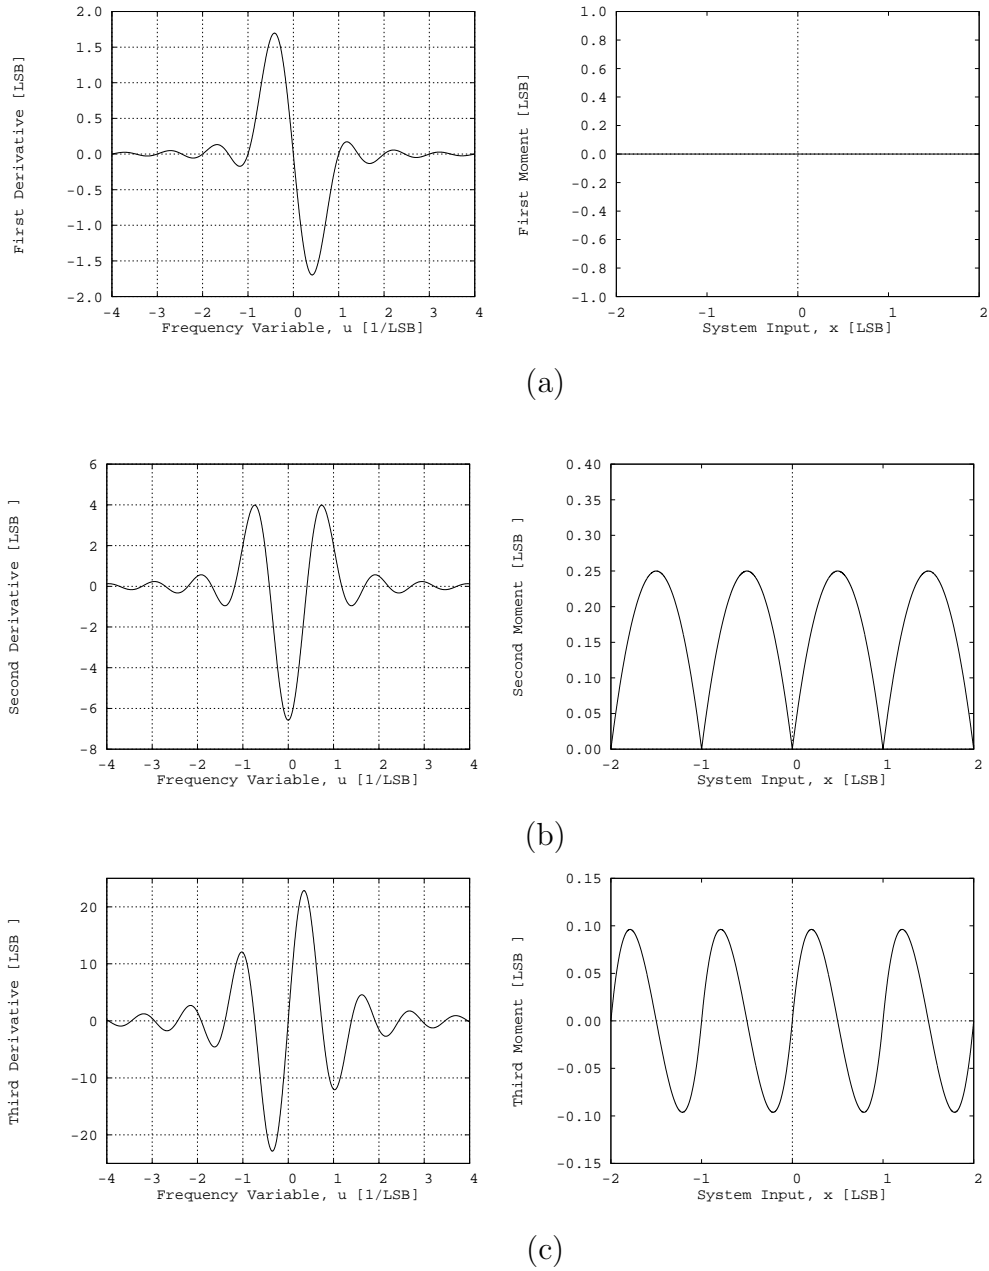 First Derivative [LSB]
2.0
1.5
1.0
0.0
-0.5
-1.0
-1.5
-2.0
-4 -3 -2 -1 0 1 2 3 4
Frequency Variable, u [1/LSB]
First Moment [LSB]
1.0
0.8
0.6
0.4
0.2
0.0
-0.2
-0.4
-0.6
-0.8
-1.0
-2 -1 0 1 2
System Input, x [LSB]
(a)
Second Derivative [LSB ]
6
4
2
0
-2
-4
-6
-8
-4 -3 -2 -1 0 1 2 3 4
Frequency Variable, u [1/LSB]
Second Moment [LSB ]
0.40
0.35
0.30
0.25
0.20
0.15
0.10
0.05
0.00
-2 -1 0 1 2
System Input, x [LSB]
(b)
Third Derivative [LSB ]
20
10
0
-10
-20
-4 -3 -2 -1 0 1 2 3 4
Frequency Variable, u [1/LSB]
Third Moment [LSB ]
0.15
0.10
0.05
0.00
-0.05
-0.10
-0.15
-2 -1 0 1 2
System Input, x [LSB]
(c)